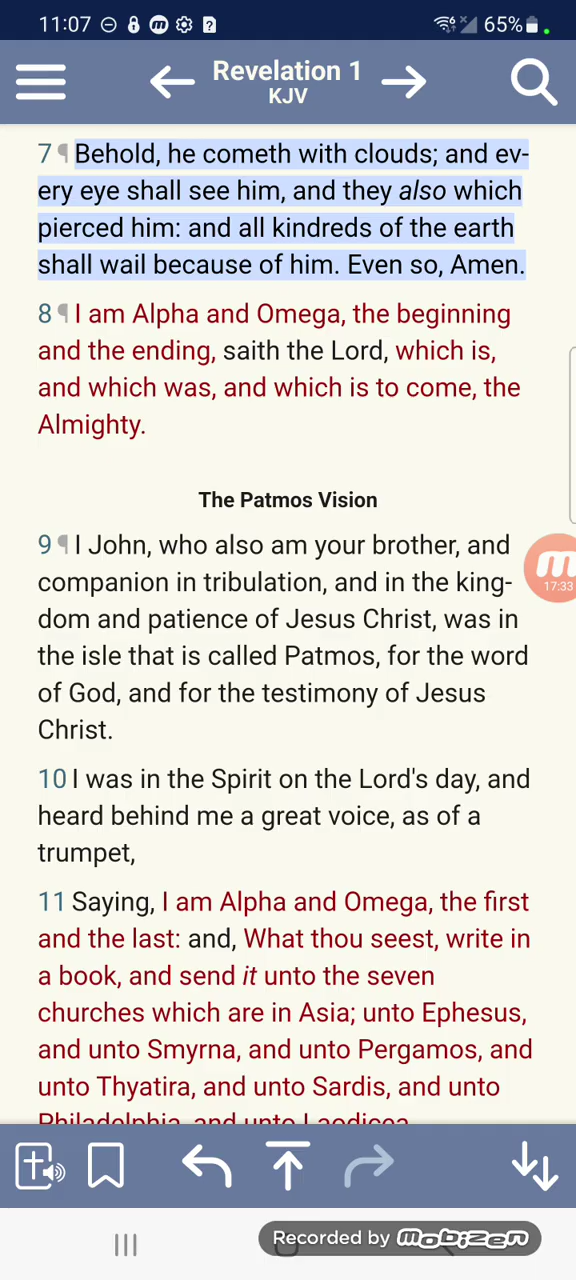 11:07
65%
Revelation 1
KJV
7 ¶ Behold, he cometh with clouds; and ev-
ery eye shall see him, and they also which
pierced him: and all kindreds of the earth
shall wail because of him. Even so, Amen.
8 ¶ I am Alpha and Omega, the beginning
and the ending, saith the Lord, which is,
and which was, and which is to come, the
Almighty.
The Patmos Vision
9 ¶ I John, who also am your brother, and
companion in tribulation, and in the king-
dom and patience of Jesus Christ, was in
the isle that is called Patmos, for the word
of God, and for the testimony of Jesus
Christ.
17:33
10 I was in the Spirit on the Lord's day, and
heard behind me a great voice, as of a
trumpet,
11 Saying, I am Alpha and Omega, the first
and the last: and, What thou seest, write in
a book, and send it unto the seven
churches which are in Asia; unto Ephesus,
and unto Smyrna, and unto Pergamos, and
unto Thyatira, and unto Sardis, and unto
Philadelphia, and unto Laodicea.
Recorded by mobizen